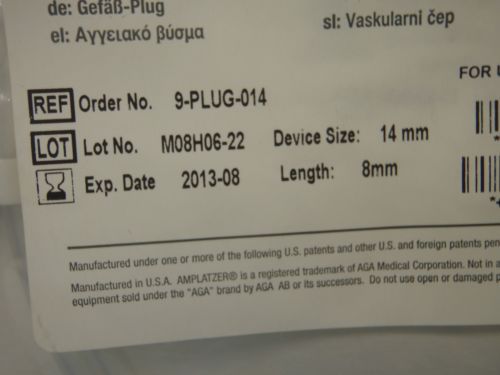 de: Gefäß-Plug
el: Αγγειακό βύσμα
sl: Vaskularni čep
FOR
REF Order No. 9-PLUG-014
LOT Lot No. M08H06-22 Device Size: 14 mm
Exp. Date 2013-08 Length: 8mm
Manufactured under one or more of the following U.S. patents and other U.S. and foreign patents
Manufactured in U.S.A. AMPLATZER® is a registered trademark of AGA Medical Corporation. Not in
equipment sold under the "AGA" brand by AGA AB or its successors. Do not use open or damaged